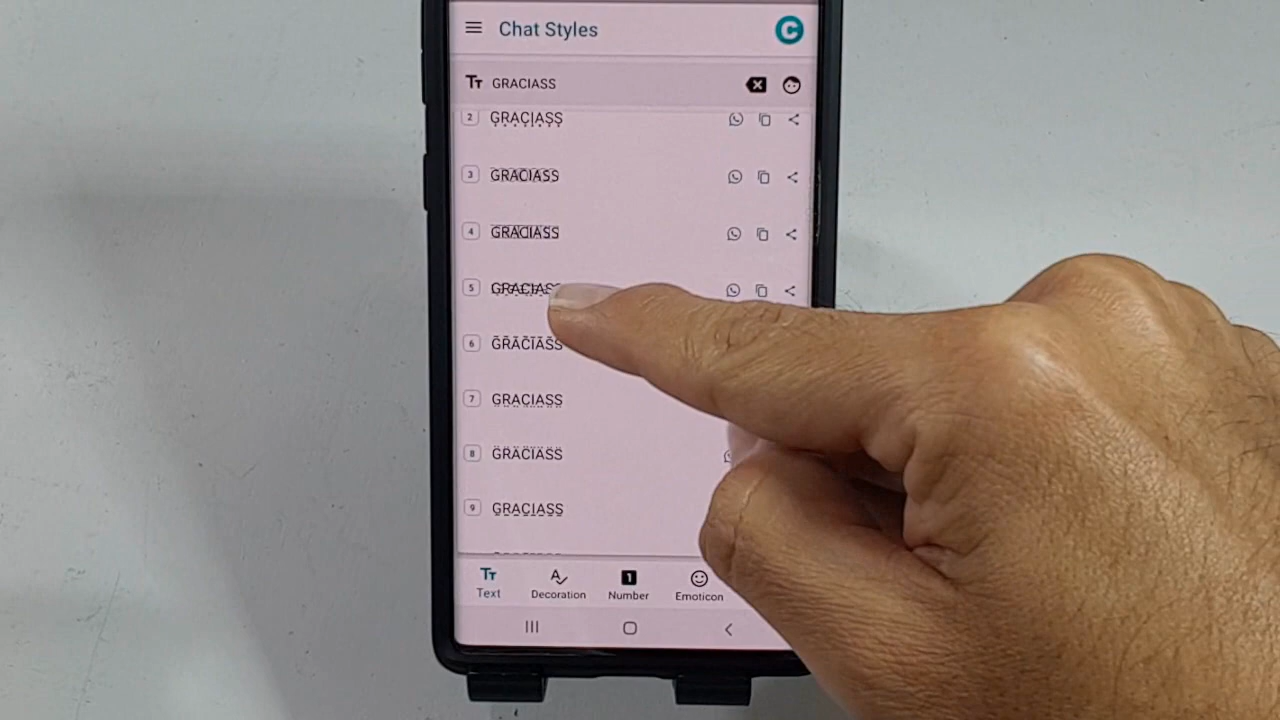 Chat Styles
GRACIASS
2 GRACIASS
3 GRACIASS
4 GRACIASS
5 GRACIASS
6 GRACIASS
7 GRACIASS
8 GRACIASS
9 GRACIASS
Text Decoration Number Emoticon